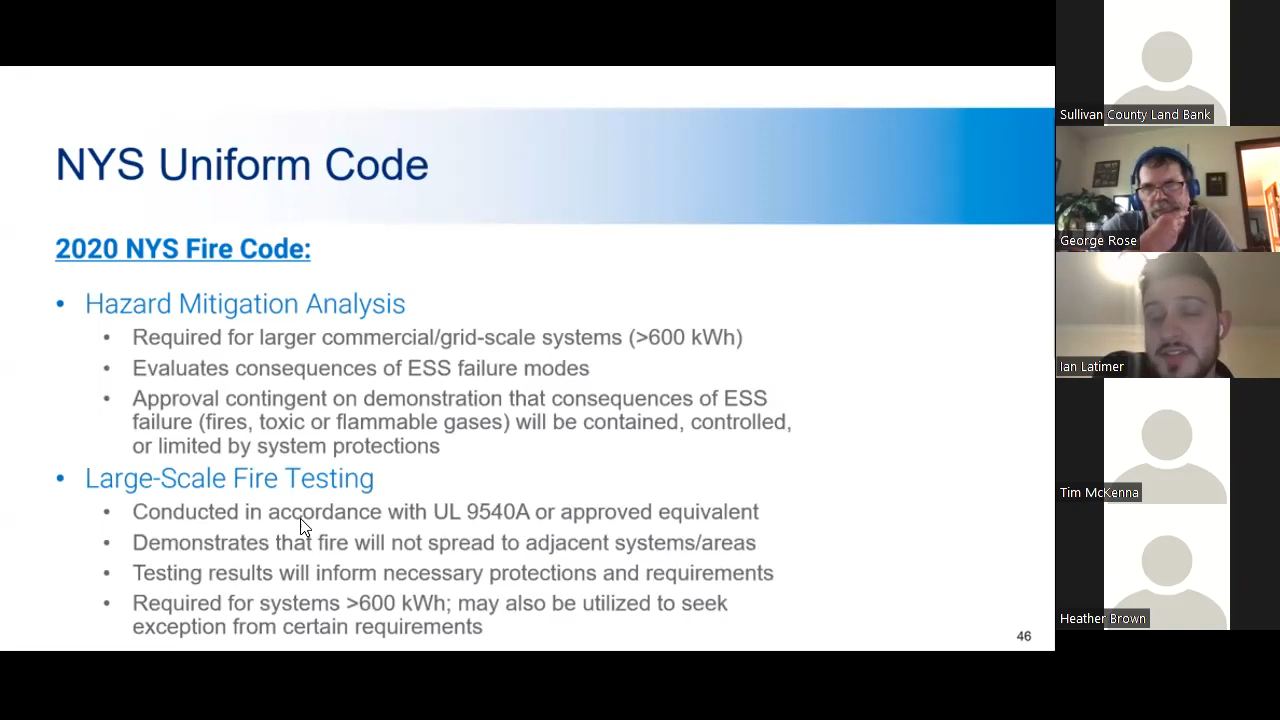 NYS Uniform Code
2020 NYS Fire Code:
• Hazard Mitigation Analysis
• Required for larger commercial/grid-scale systems (>600 kWh)
• Evaluates consequences of ESS failure modes
• Approval contingent on demonstration that consequences of ESS
failure (fires, toxic or flammable gases) will be contained, controlled,
or limited by system protections
• Large-Scale Fire Testing
• Conducted in accordance with UL 9540A or approved equivalent
• Demonstrates that fire will not spread to adjacent systems/areas
• Testing results will inform necessary protections and requirements
• Required for systems >600 kWh; may also be utilized to seek
exception from certain requirements
46
Sullivan County Land Bank
George Rose
Ian Latimer
Tim McKenna
Heather Brown